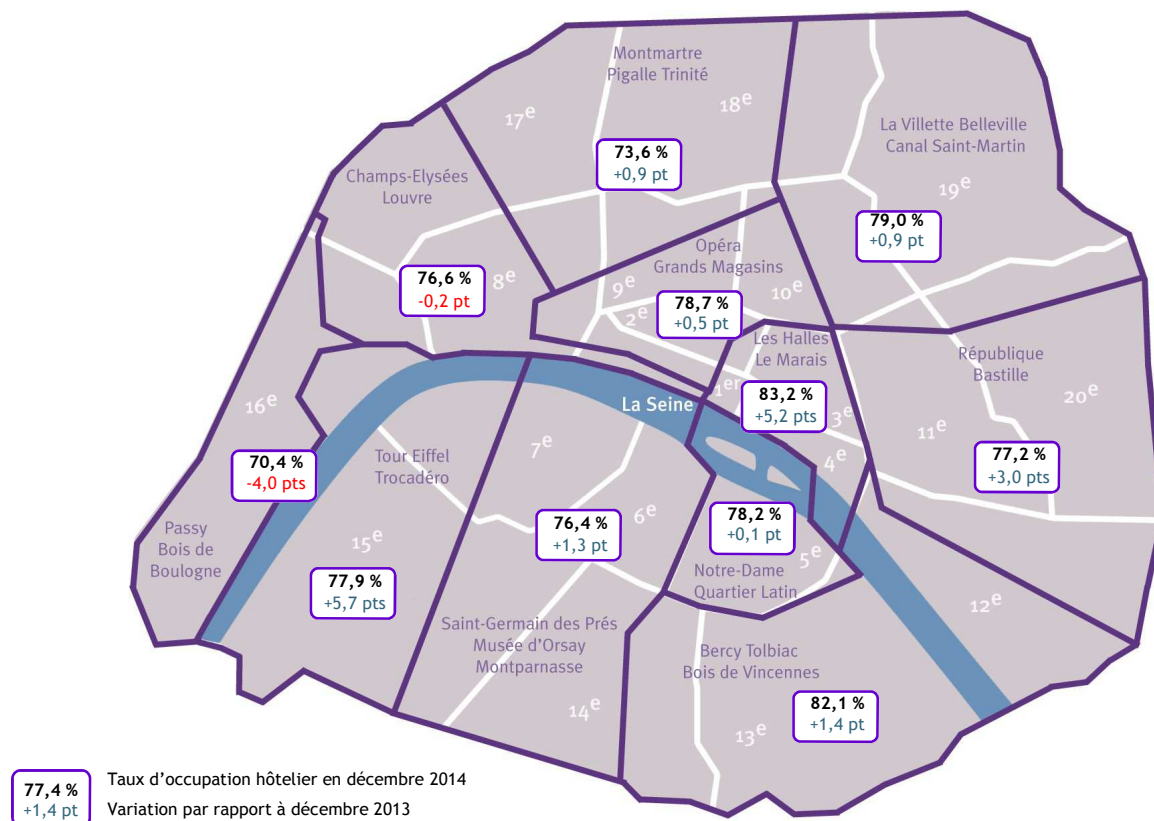 Montmartre
Pigalle Trinité
17e
18e
73,6 %
+0,9 pt
La Villette Belleville
Canal Saint-Martin
19e
79,0 %
+0,9 pt
Champs-Elysées
Louvre
8e
76,6 %
-0,2 pt
Opéra
Grands Magasins
9e
10e
2e
78,7 %
+0,5 pt
Les Halles
Le Marais
1er
3e
4e
83,2 %
+5,2 pts
République
Bastille
20e
11e
77,2 %
+3,0 pts
La Seine
16e
70,4 %
-4,0 pts
Passy
Bois de
Boulogne
Tour Eiffel
Trocadéro
15e
77,9 %
+5,7 pts
7e
6e
76,4 %
+1,3 pt
Saint-Germain des Prés
Musée d'Orsay
Montparnasse
14e
78,2 %
+0,1 pt
5e
Notre-Dame
Quartier Latin
12e
Bercy Tolbiac
Bois de Vincennes
13e
82,1 %
+1,4 pt
77,4 %
+1,4 pt
Taux d'occupation hôtelier en décembre 2014
Variation par rapport à décembre 2013